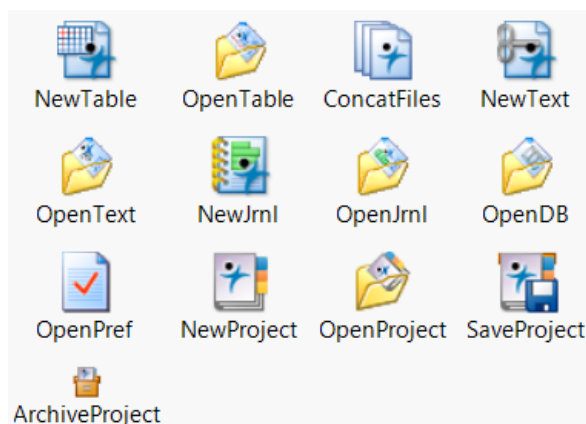 NewTable OpenTable ConcatFiles NewText
OpenText NewJrnl OpenJrnl OpenDB
OpenPref NewProject OpenProject SaveProject
ArchiveProject